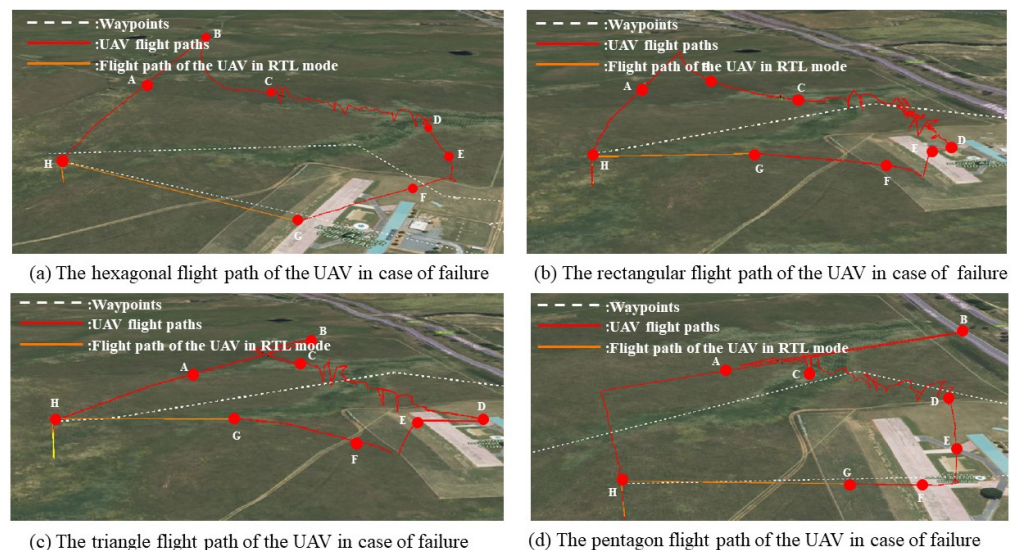 :Waypoints
:UAV flight paths
:Flight path of the UAV in RTL mode
A
B
C
D
E
F
G
H
(a) The hexagonal flight path of the UAV in case of failure
:Waypoints
:UAV flight paths
:Flight path of the UAV in RTL mode
A
B
C
D
E
F
G
H
(b) The rectangular flight path of the UAV in case of failure
:Waypoints
:UAV flight paths
:Flight path of the UAV in RTL mode
A
B
C
D
E
F
G
H
(c) The triangle flight path of the UAV in case of failure
:Waypoints
:UAV flight paths
:Flight path of the UAV in RTL mode
A
B
C
D
E
F
G
H
(d) The pentagon flight path of the UAV in case of failure